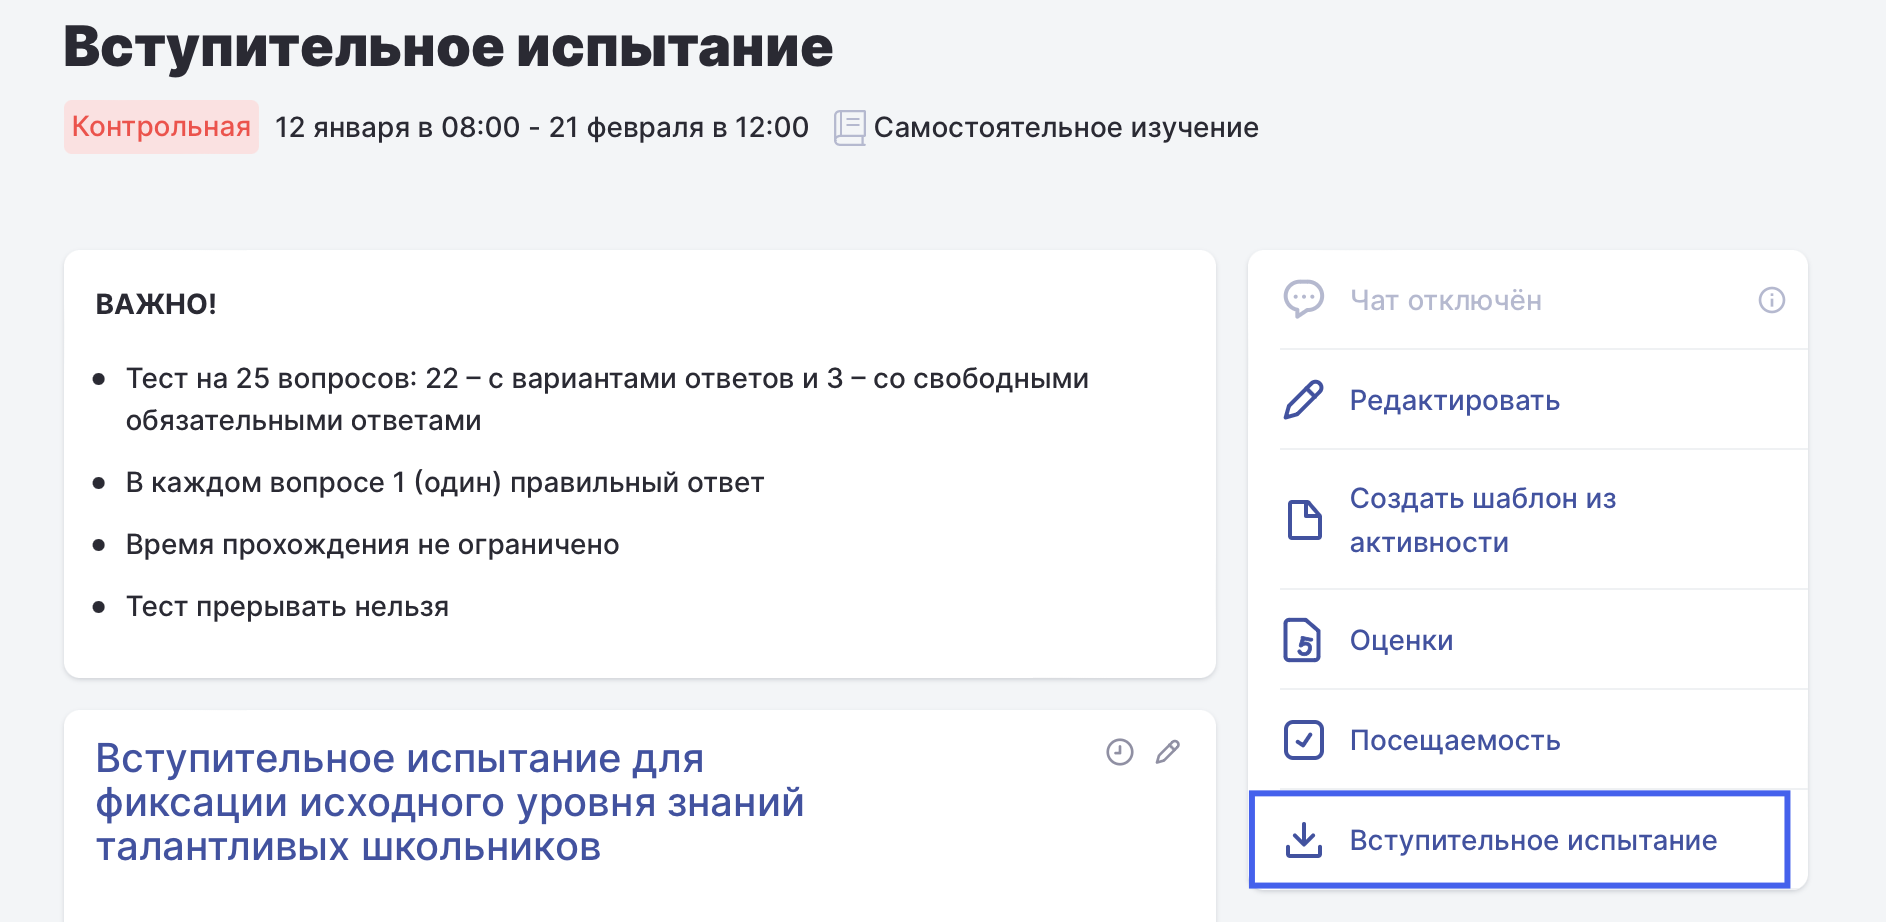 Вступительное испытание
Контрольная 12 января в 08:00 - 21 февраля в 12:00 Самостоятельное изучение
ВАЖНО!
Тест на 25 вопросов: 22 – с вариантами ответов и 3 – со свободными
обязательными ответами
В каждом вопросе 1 (один) правильный ответ
Время прохождения не ограничено
Тест прерывать нельзя
Вступительное испытание для
фиксации исходного уровня знаний
талантливых школьников
Чат отключён
Редактировать
Создать шаблон из
активности
5 Оценки
Посещаемость
Вступительное испытание